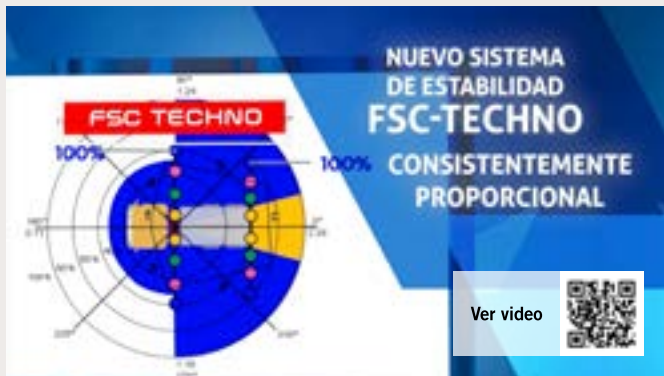 NUEVO SISTEMA
DE ESTABILIDAD
FSC-TECHNO
CONSISTENTEMENTE
PROPORCIONAL
FSC TECHNO
100%
100%
Ver video